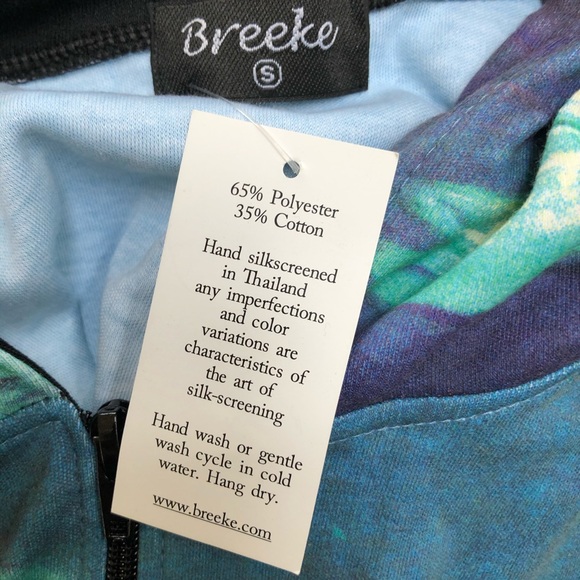 Breeke
S
65% Polyester
35% Cotton
Hand silkscreened
in Thailand
any imperfections
and color
variations are
characteristics of
the art of
silk-screening
Hand wash or gentle
wash cycle in cold
water. Hang dry.
www.breeke.com